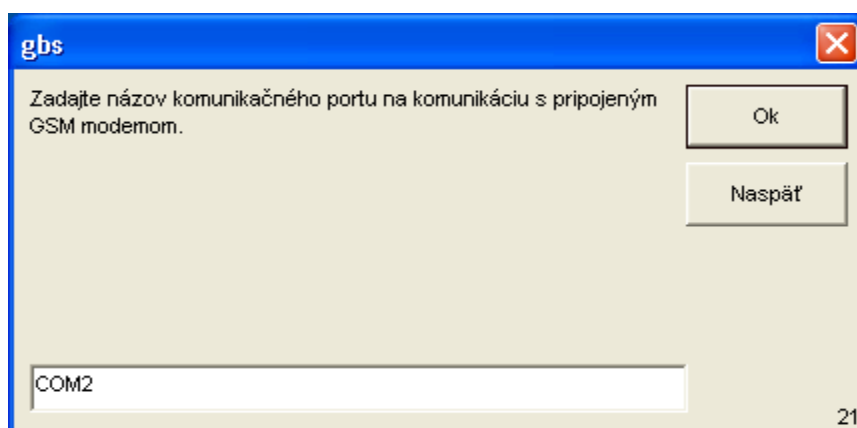 gbs
Zadajte názov komunikačného portu na komunikáciu s pripojeným
GSM modemom.
Ok
Naspäť
COM2
21